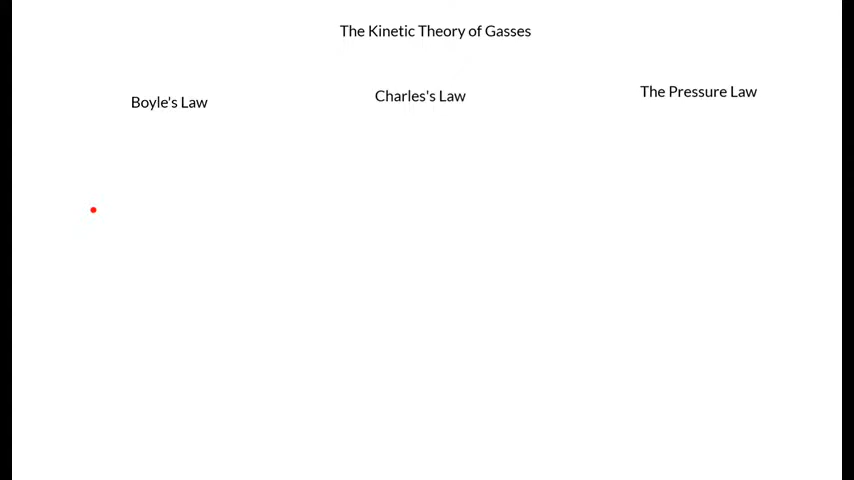 The Kinetic Theory of Gasses
Boyle's Law
Charles's Law
The Pressure Law